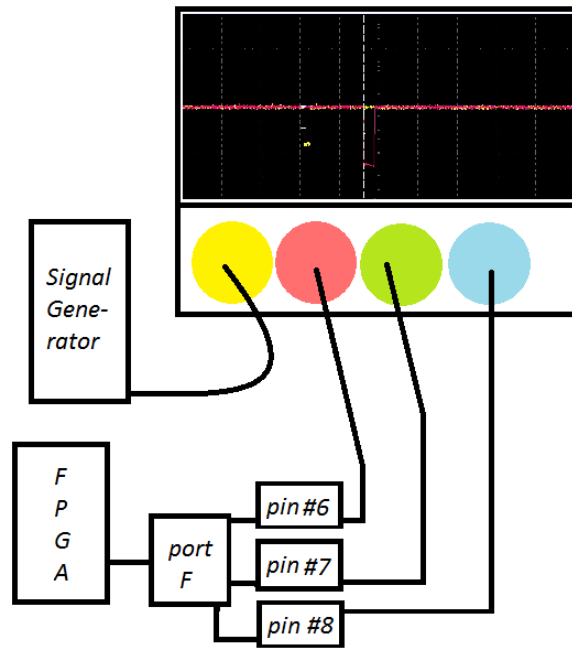 Signal
Gene-
rator
F
P
G
A
port
F
pin #6
pin #7
pin #8